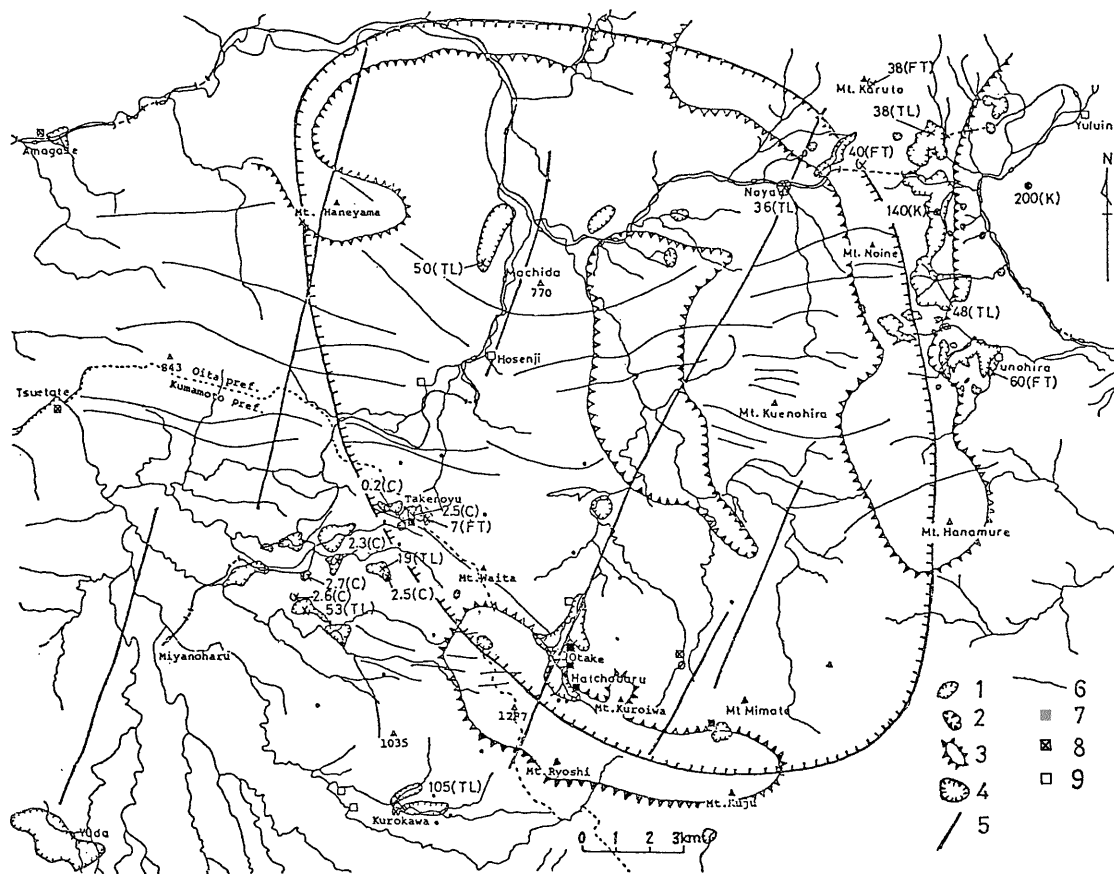 38(FT)
Mt. Karuto
38(TL)
Yuluin
Amagase
40(FT)
N
Noya
36(TL)
200(K)
140(K)
Mt. Haneyama
Mt. Noine
50(TL)
Machida
770
48(TL)
Hosenji
Yunohira
60(FT)
843 Oita pref.
Kumamoto pref.
Tsuetate
Mt. Kuenohira
0.2(C)
Takenoyu
2.5(C)
7(FT)
Mt. Hanamure
2.3(C)
19(TL)
Mt. Waita
2.7(C)
2.5(C)
2.6(C)
53(TL)
Miyanoharu
Otake
Hatchobaru
1 6
Mt. Kuroiwa
Mt Mimata
2 7
1297
1035
3 8
Mt. Ryoshi
4 9
105(TL)
Mt. Kuju
Kurokawa
Yuda
0 1 2 3km
5